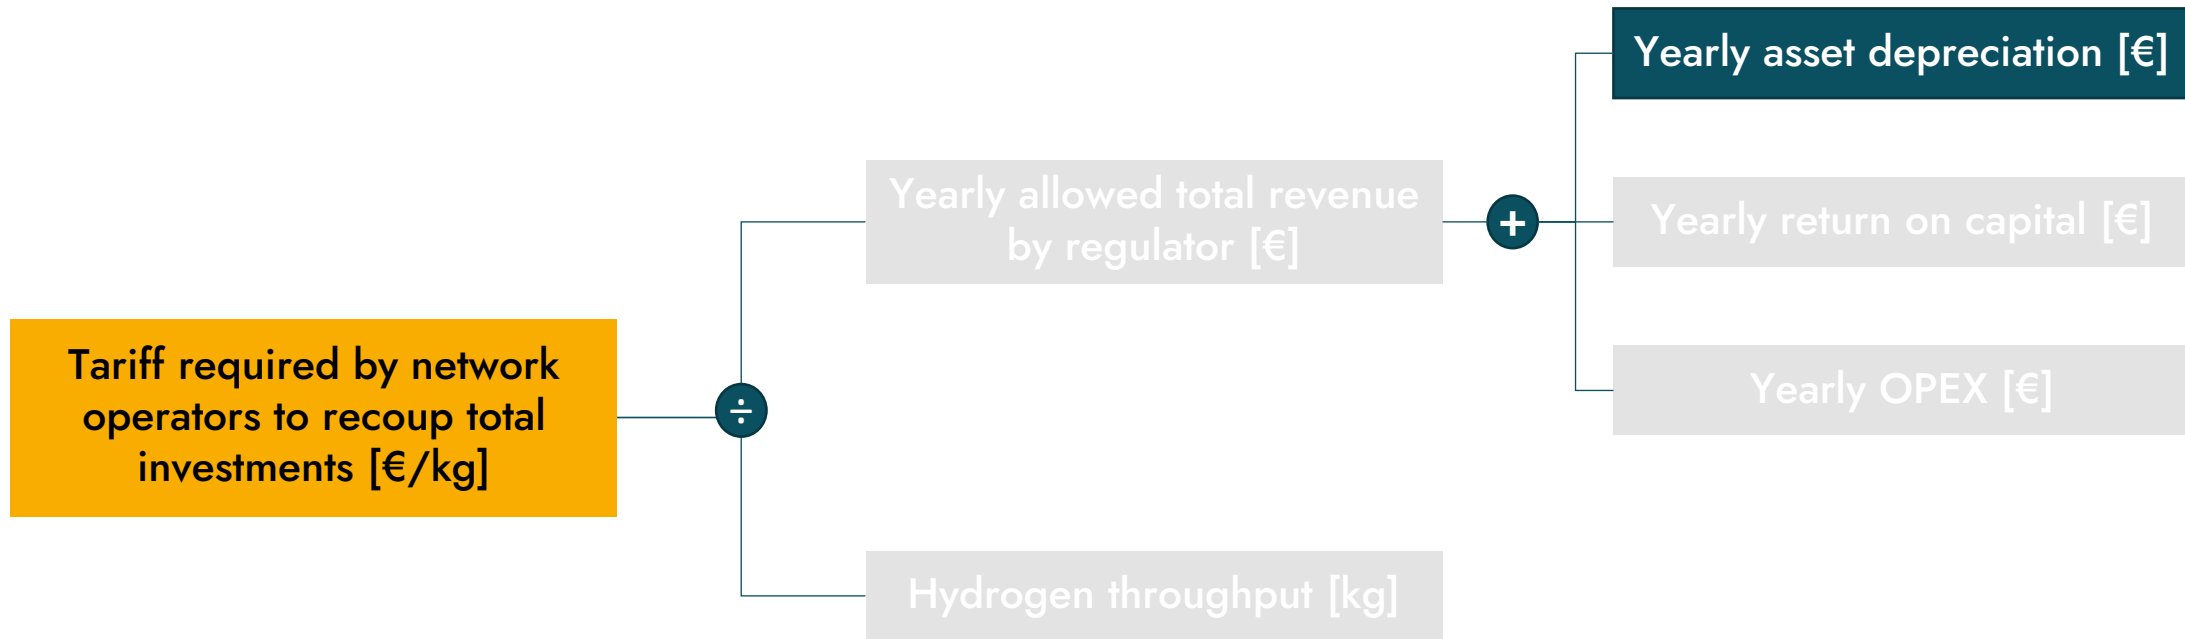 Yearly asset depreciation [€]
Yearly allowed total revenue
by regulator [€]
+
Yearly return on capital [€]
Tariff required by network
operators to recoup total
investments [€/kg]
÷
Yearly OPEX [€]
Hydrogen throughput [kg]